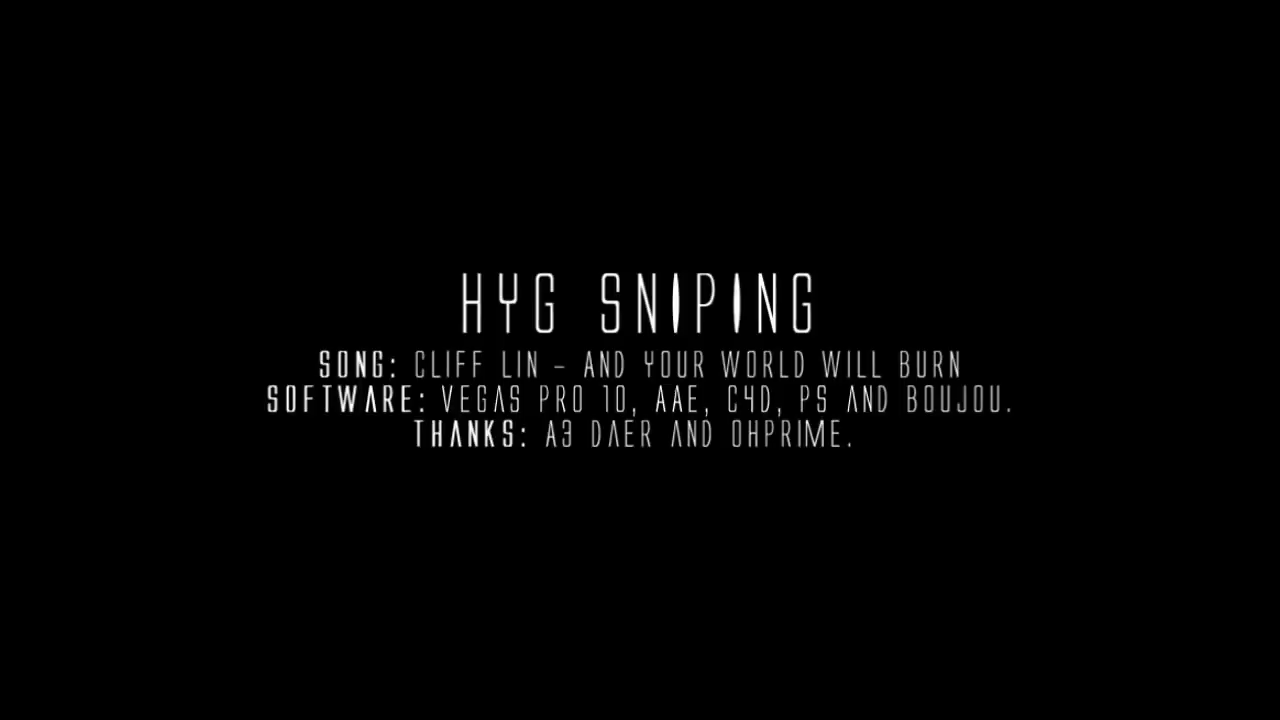 HYG SNIPING
SONG: CLIFF LIN - AND YOUR WORLD WILL BURN
SOFTWARE: VEGAS PRO 10, AAE, C4D, PS AND BOUJOU.
THANKS: A3 DAER AND OHPRIME.